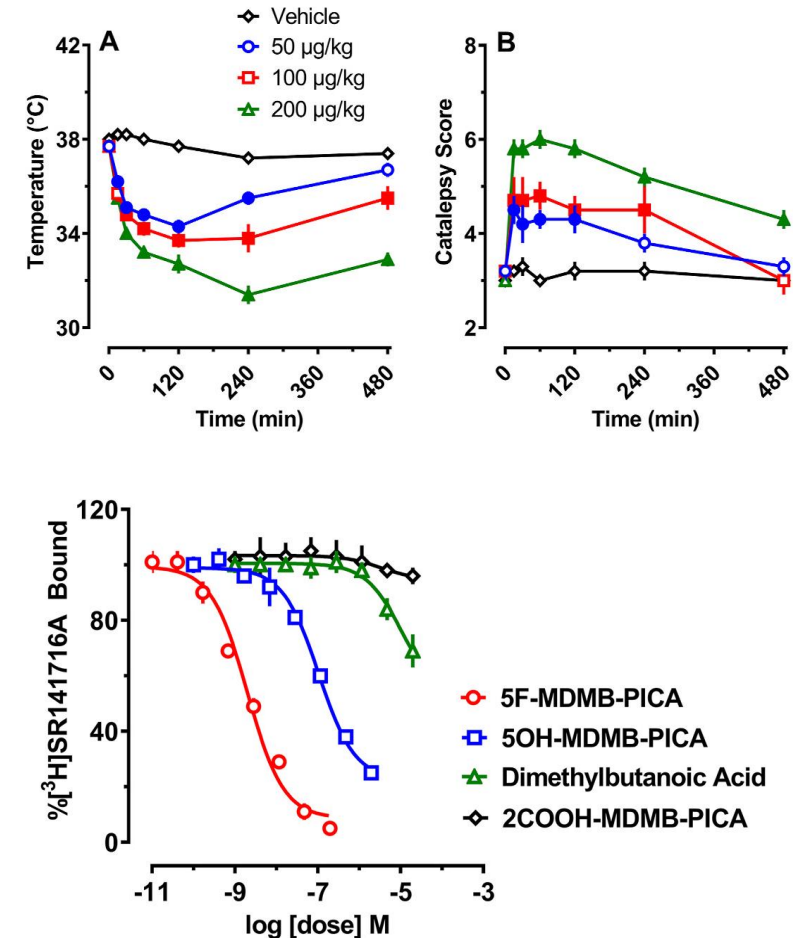 A
Vehicle
50 µg/kg
100 µg/kg
200 µg/kg
Temperature (°C)
42
38
34
30
0
120
240
360
480
Time (min)
B
Catalepsy Score
8
6
4
2
0
120
240
360
480
Time (min)
%[³H]SR141716A Bound
120
80
40
0
-11
-9
-7
-5
-3
log [dose] M
5F-MDMB-PICA
5OH-MDMB-PICA
Dimethylbutanoic Acid
2COOH-MDMB-PICA